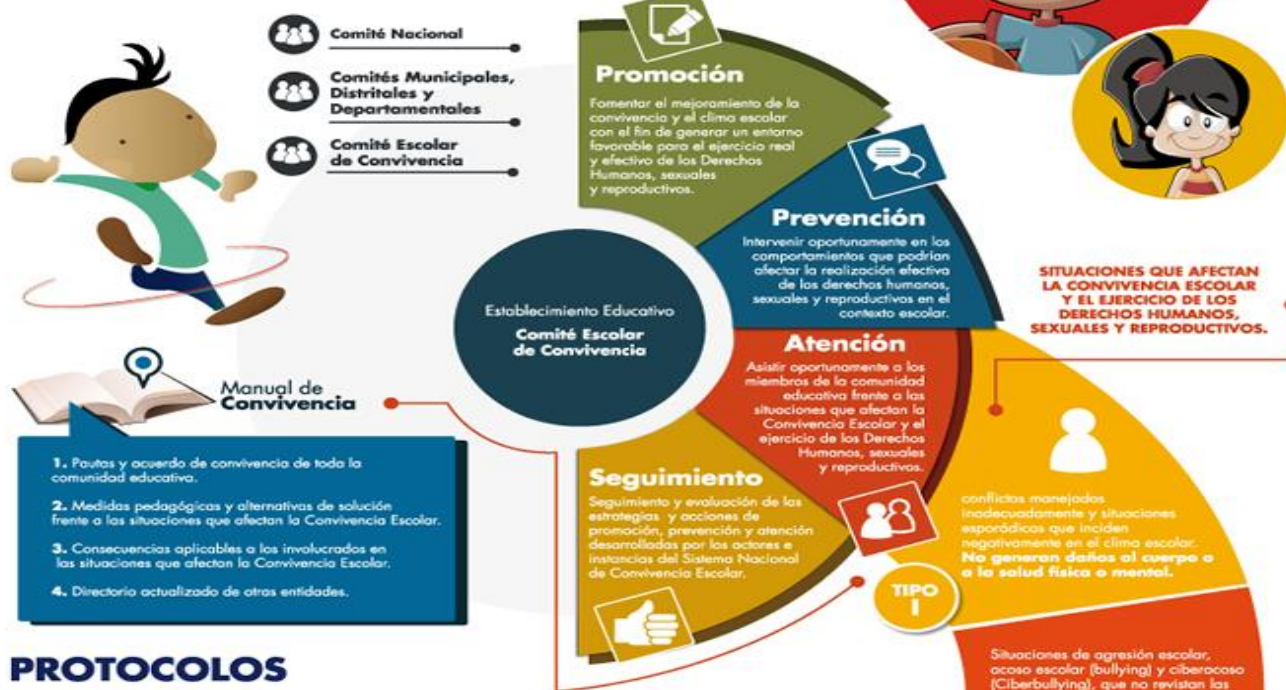 Comité Nacional
Comités Municipales,
Distritales y
Departamentales
Comité Escolar
de Convivencia
Promoción
Fomentar el mejoramiento de la
convivencia y el clima escolar
con el fin de generar un entorno
favorable para el ejercicio real
y efectivo de los Derechos
Humanos, sexuales
y reproductivos.
Prevención
Intervenir oportunamente en los
comportamientos que podrían
afectar la realización efectiva
de los derechos humanos,
sexuales y reproductivos en el
contexto escolar.
SITUACIONES QUE AFECTAN
LA CONVIVENCIA ESCOLAR
Y EL EJERCICIO DE LOS
DERECHOS HUMANOS,
SEXUALES Y REPRODUCTIVOS.
Establecimiento Educativo
Comité Escolar
de Convivencia
Atención
Asistir oportunamente a los
miembros de la comunidad
educativa frente a las
situaciones que afectan la
Convivencia Escolar y el
ejercicio de los Derechos
Humanos, sexuales
y reproductivos.
Manual de
Convivencia
1. Pautas y acuerdo de convivencia de toda la
comunidad educativa.
2. Medidas pedagógicas y alternativas de solución
frente a las situaciones que afectan la Convivencia Escolar.
3. Consecuencias aplicables a los involucrados en
las situaciones que afectan la Convivencia Escolar.
4. Directorio actualizado de otras entidades.
Seguimiento
Seguimiento y evaluación de las
estrategias y acciones de
promoción, prevención y atención
desarrolladas por los actores e
instancias del Sistema Nacional
de Convivencia Escolar.
conflictos manejados
inadecuadamente y situaciones
esporádicas que inciden
negativamente en el clima escolar.
No generan daños al cuerpo o
a la salud física o mental.
TIPO
I
Situaciones de agresión escolar,
acoso escolar (bullying) y ciberacoso
(Ciberbullying), que no revistan las
PROTOCOLOS